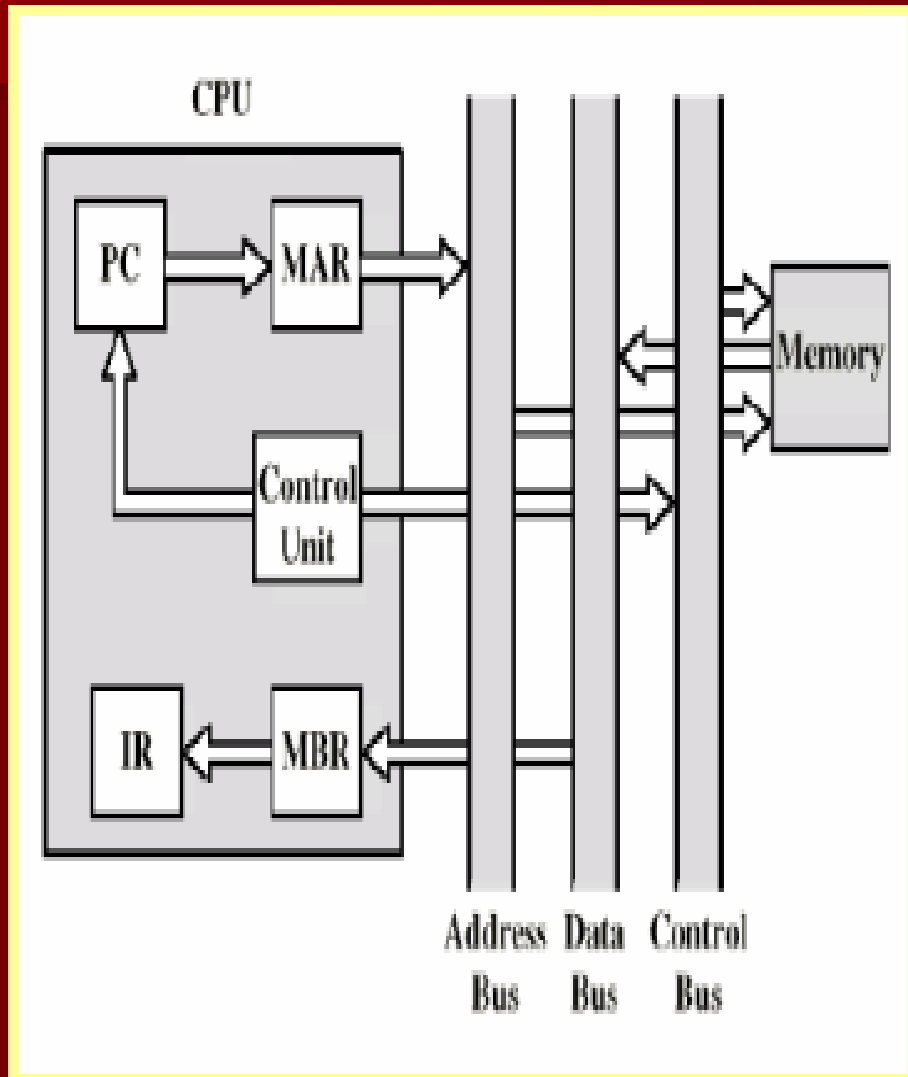 CPU
PC
MAR
Memory
Control
Unit
IR
MBR
Address Data Control
Bus Bus Bus